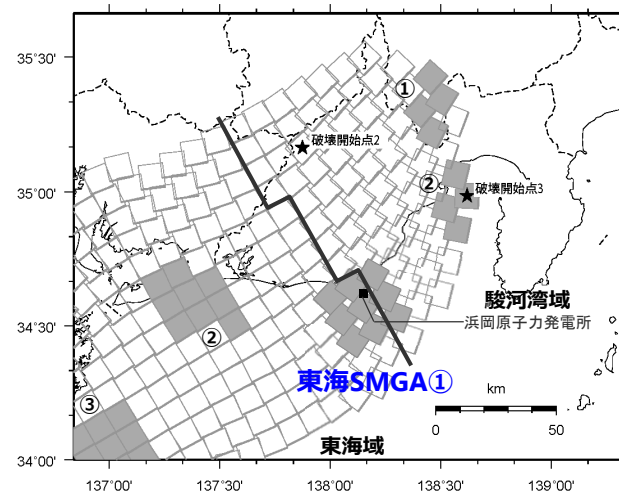 35°30'
①
破壊開始点2
35°00'
②
破壊開始点3
駿河湾域
34°30'
浜岡原子力発電所
②
東海SMGA①
km
③
0
50
東海域
34°00'
137°00'
137°30'
138°00'
138°30'
139°00'